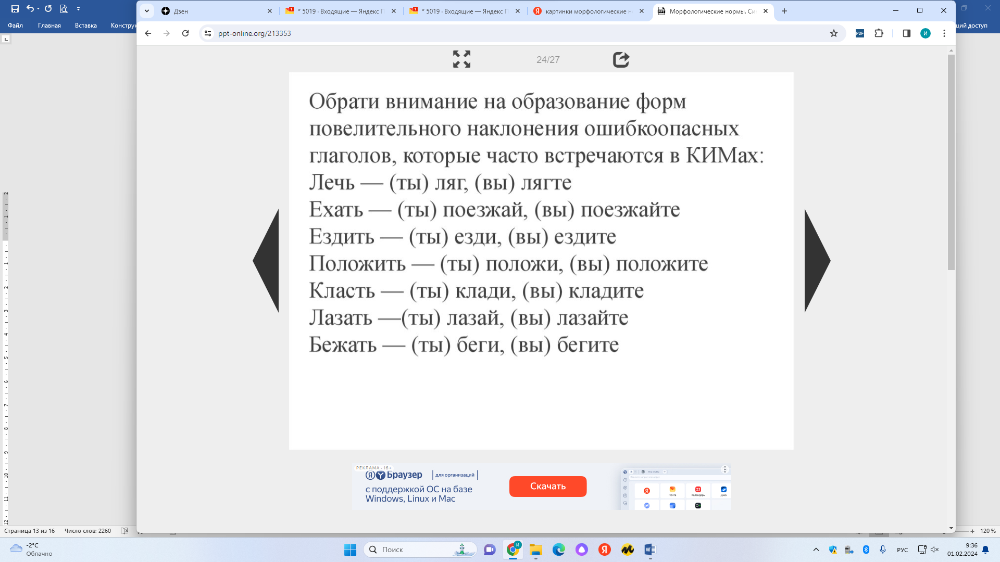 Файл
Главная
Вставка
Дзен
* 5019 · Входящие — Яндекс П
* 5019 · Входящие — Яндекс П
картинки морфологические н
Морфологические нормы. Си
ций доступ
ppt-online.org/213353
PDF
И
24/27
Обрати внимание на образование форм
повелительного наклонения ошибкоопасных
глаголов, которые часто встречаются в КИМах:
Лечь — (ты) ляг, (вы) лягте
Ехать — (ты) поезжай, (вы) поезжайте
Ездить — (ты) езди, (вы) ездите
Положить — (ты) положи, (вы) положите
Класть — (ты) клади, (вы) кладите
Лазать —(ты) лазай, (вы) лазайте
Бежать — (ты) беги, (вы) бегите
РЕКЛАМА • 16+
Браузер
для организаций
с поддержкой ОС на базе
Windows, Linux и Mac
Скачать
Почта
Календарь
Диск
Страница 13 из 16
Число слов: 2260
120 %
-2°C
Облачно
Поиск
РУС
9:36
01.02.2024